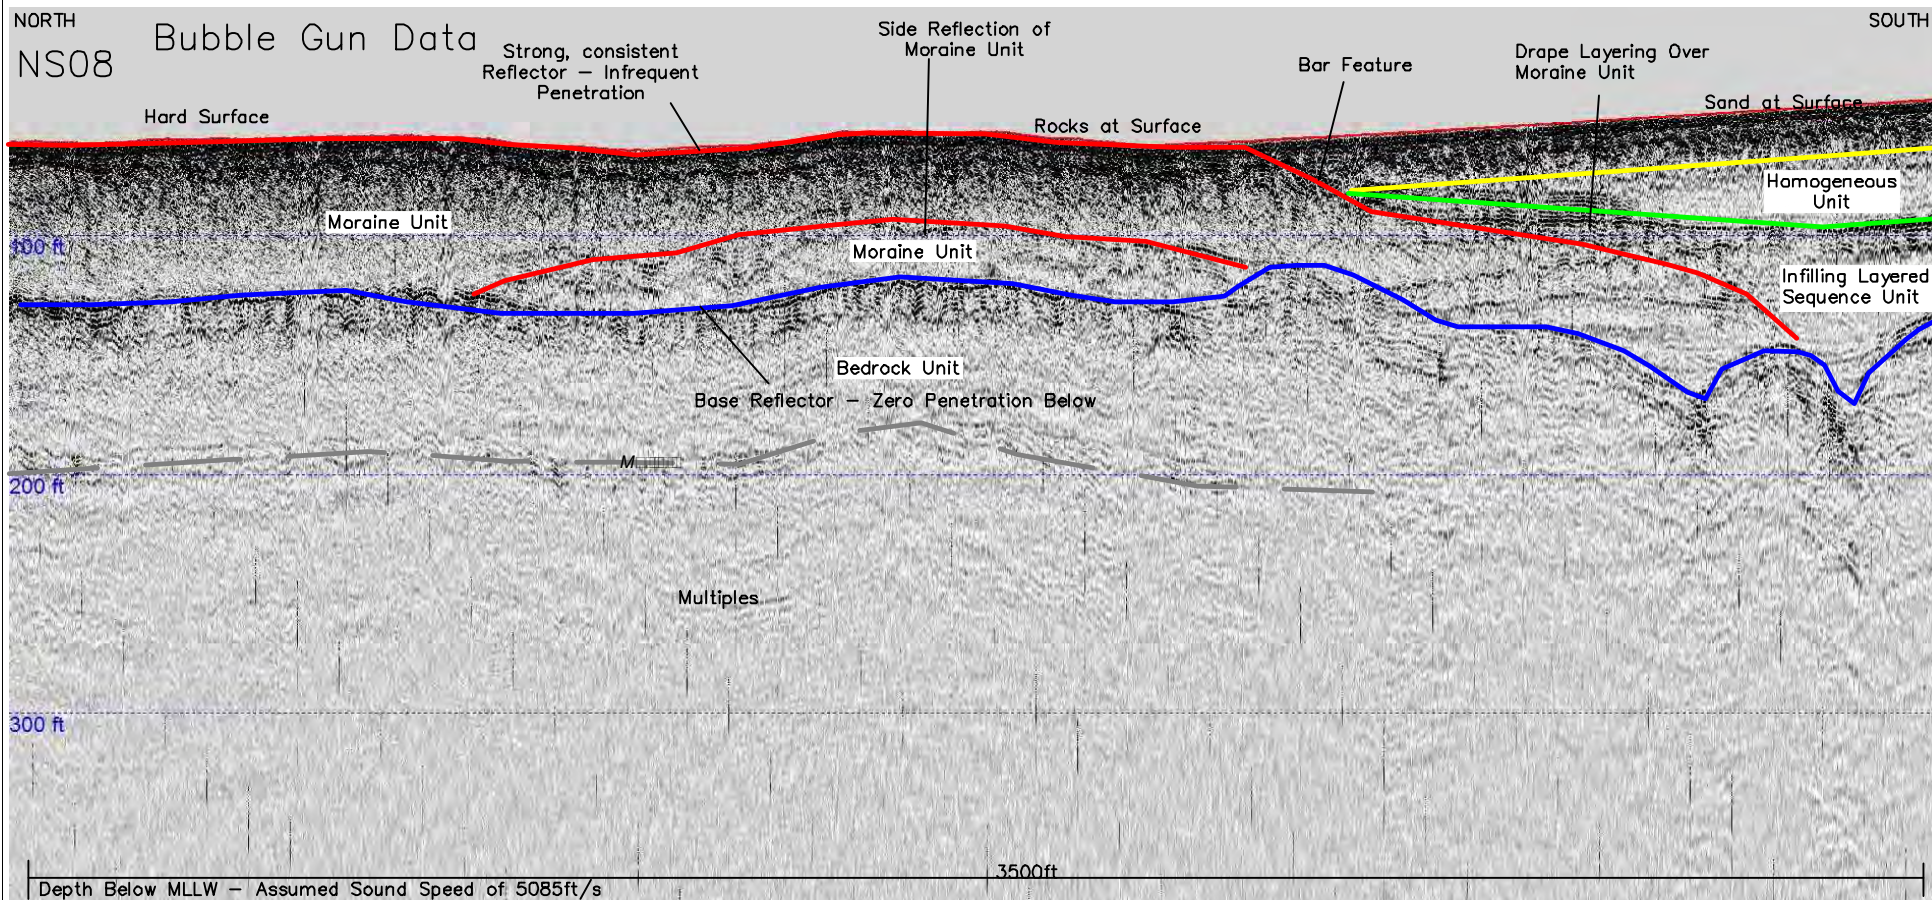 NORTH
SOUTH
NS08
Bubble Gun Data
Strong, consistent
Reflector – Infrequent
Penetration
Side Reflection of
Moraine Unit
Bar Feature
Drape Layering Over
Moraine Unit
Sand at Surface
Hard Surface
Rocks at Surface
Hamogeneous
Unit
Moraine Unit
100 ft
Moraine Unit
Infilling Layered
Sequence Unit
Bedrock Unit
Base Reflector – Zero Penetration Below
M
200 ft
Multiples
300 ft
3500ft
Depth Below MLLW – Assumed Sound Speed of 5085ft/s